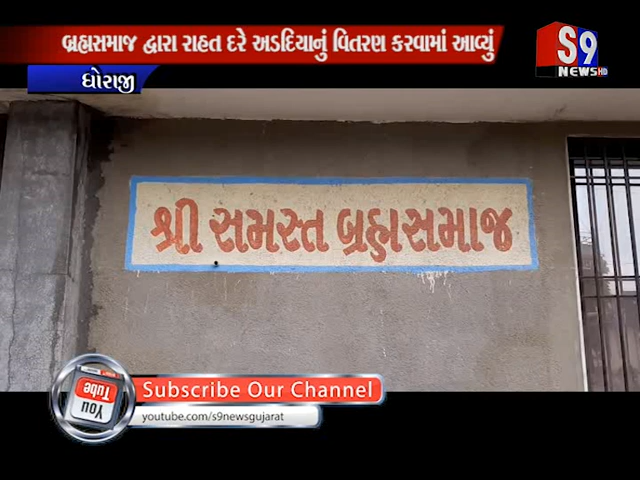 બ્રહ્મસમાજ દ્વારા રાહત દરે અડદિયાનું વિતરણ કરવામાં આવ્યું
S9
NEWS HD
ધોરાજી
શ્રી સમસ્ત બ્રહ્મસમાજ
You Tube
Subscribe Our Channel
youtube.com/s9newsgujarat